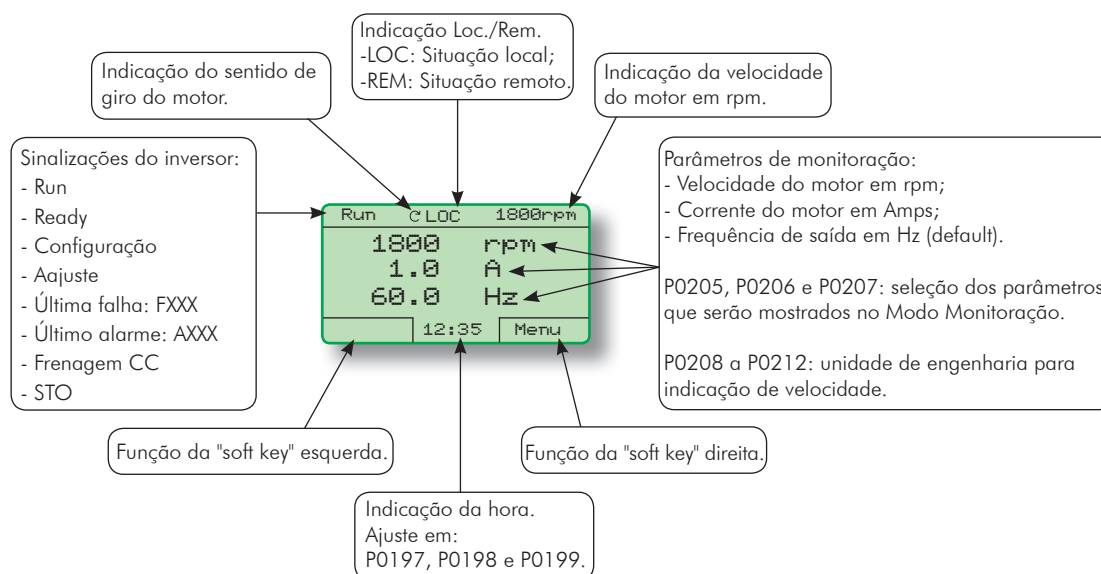 Indicação Loc./Rem.
-LOC: Situação local;
-REM: Situação remoto.
Indicação do sentido de
giro do motor.
Indicação da velocidade
do motor em rpm.
Sinalizações do inversor:
- Run
- Ready
- Configuração
- Aajuste
- Última falha: FXXX
- Último alarme: AXXX
- Frenagem CC
- STO
Run LOC 1800rpm
1800 rpm
1.0 A
60.0 Hz
12:35 Menu
Parâmetros de monitoração:
- Velocidade do motor em rpm;
- Corrente do motor em Amps;
- Frequência de saída em Hz (default).
P0205, P0206 e P0207: seleção dos parâmetros
que serão mostrados no Modo Monitoração.
P0208 a P0212: unidade de engenharia para
indicação de velocidade.
Função da "soft key" esquerda.
Função da "soft key" direita.
Indicação da hora.
Ajuste em:
P0197, P0198 e P0199.